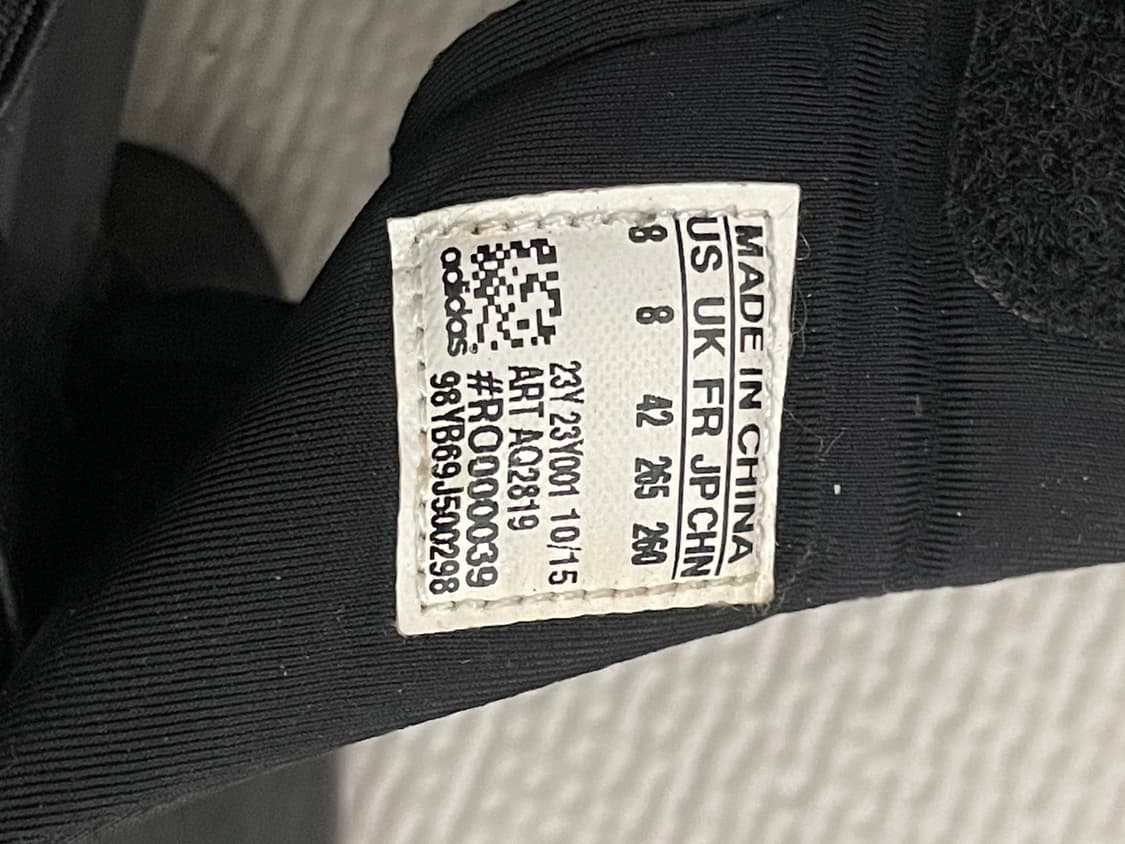 MADE IN CHINA
US UK FR JP CHN
8 8 42 265 260
23Y 23Y001 10/15
ART AQ2819
#RO000039
98YB69J500298
adidas